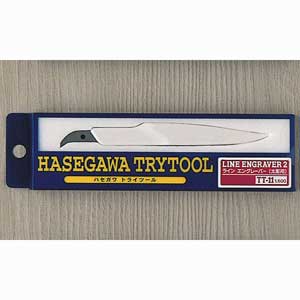 HASEGAWA TRYTOOL
ハセガワ トライツール
LINE ENGRAVER 2
ライン エングレーバー
TT-11